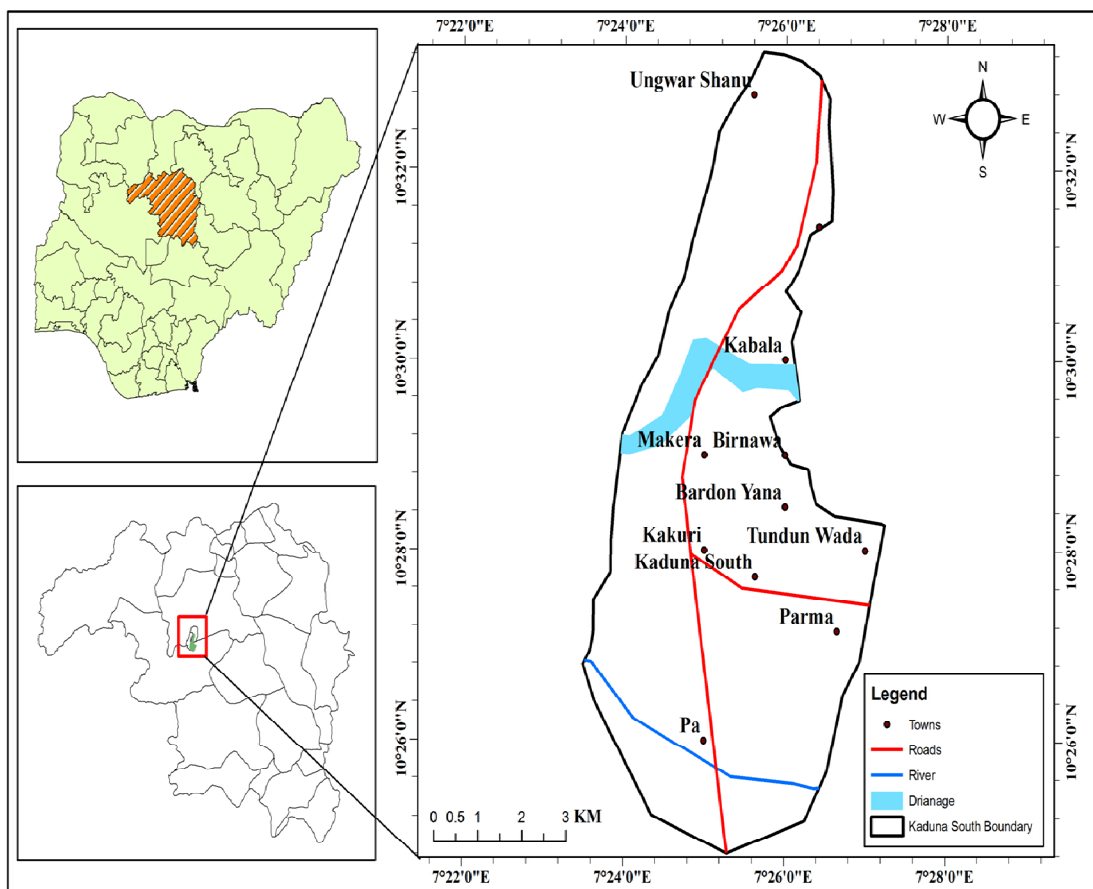 7°22'0"E 7°24'0"E 7°26'0"E 7°28'0"E
Ungwar Shanu
N
W E
S
10°32'0"N 10°32'0"N
Kabala
10°30'0"N 10°30'0"N
Makera Birnawa
Bardon Yana
Kakuri Tundun Wada
10°28'0"N 10°28'0"N
Kaduna South
Parma
Legend
Towns
Roads
River
Drianage
Kaduna South Boundary
Pa
10°26'0"N 10°26'0"N
0 0.5 1 2 3 KM
7°22'0"E 7°24'0"E 7°26'0"E 7°28'0"E